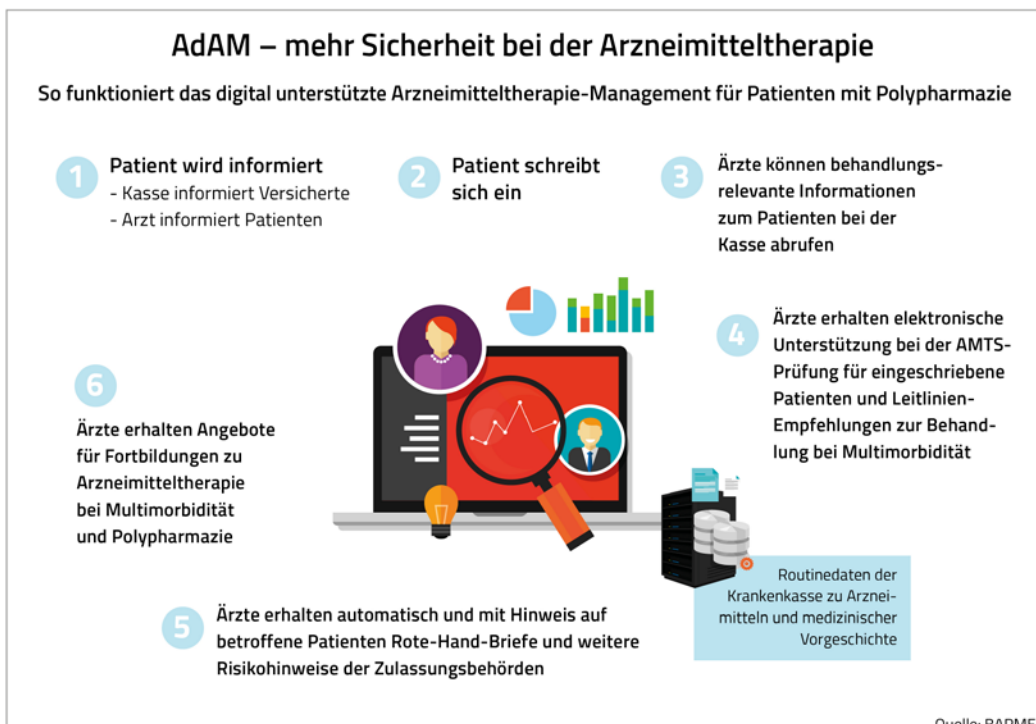 AdAM – mehr Sicherheit bei der Arzneimitteltherapie
So funktioniert das digital unterstützte Arzneimitteltherapie-Management für Patienten mit Polypharmazie
1
Patient wird informiert
- Kasse informiert Versicherte
- Arzt informiert Patienten
2
Patient schreibt
sich ein
3
Ärzte können behandlungs-
relevante Informationen
zum Patienten bei der
Kasse abrufen
4
Ärzte erhalten elektronische
Unterstützung bei der AMTS-
Prüfung für eingeschriebene
Patienten und Leitlinien-
Empfehlungen zur Behand-
lung bei Multimorbidität
Routinedaten der
Krankenkasse zu Arznei-
mitteln und medizinischer
Vorgeschichte
5
Ärzte erhalten automatisch und mit Hinweis auf
betroffene Patienten Rote-Hand-Briefe und weitere
Risikohinweise der Zulassungsbehörden
6
Ärzte erhalten Angebote
für Fortbildungen zu
Arzneimitteltherapie
bei Multimorbidität
und Polypharmazie
Quelle: